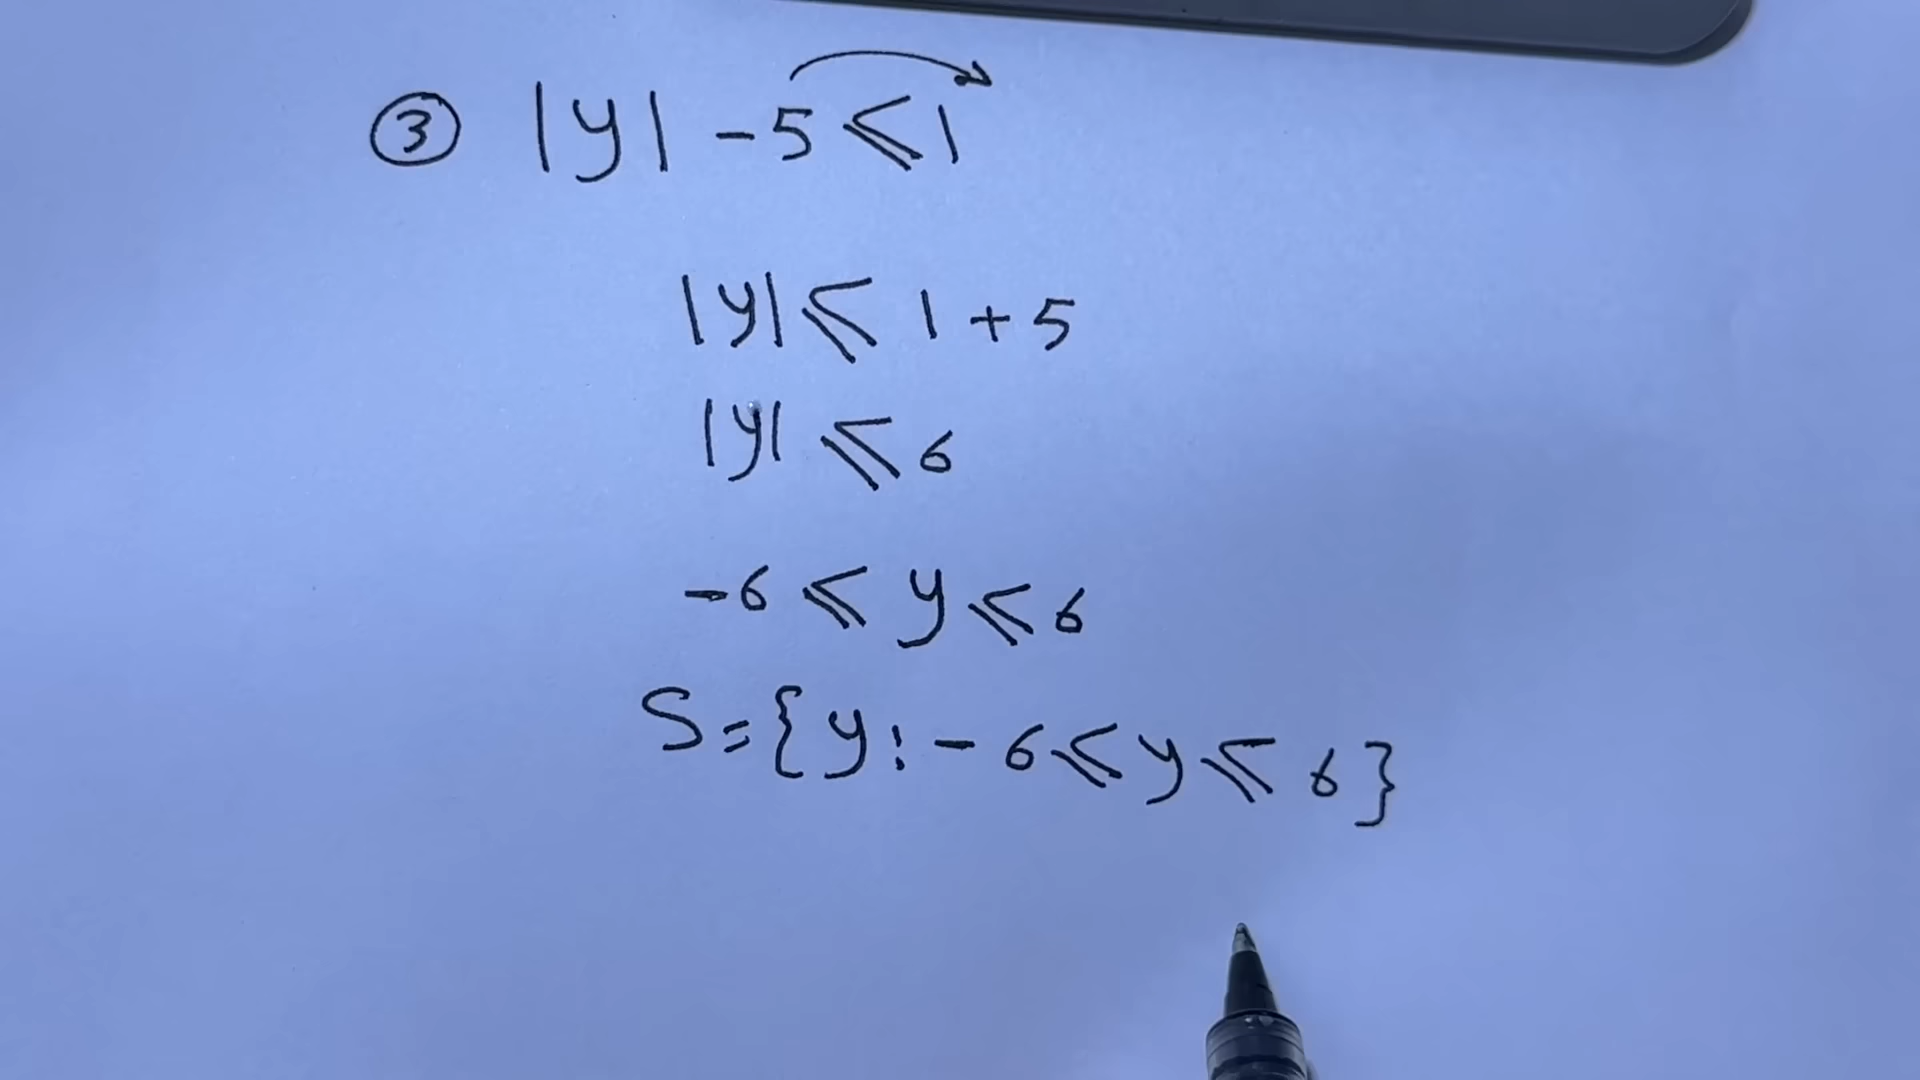 ③ |y| - 5 ⩽ 1
|y| ⩽ 1 + 5
|y| ⩽ 6
-6 ⩽ y ⩽ 6
S = {y : - 6 ⩽ y ⩽ 6}